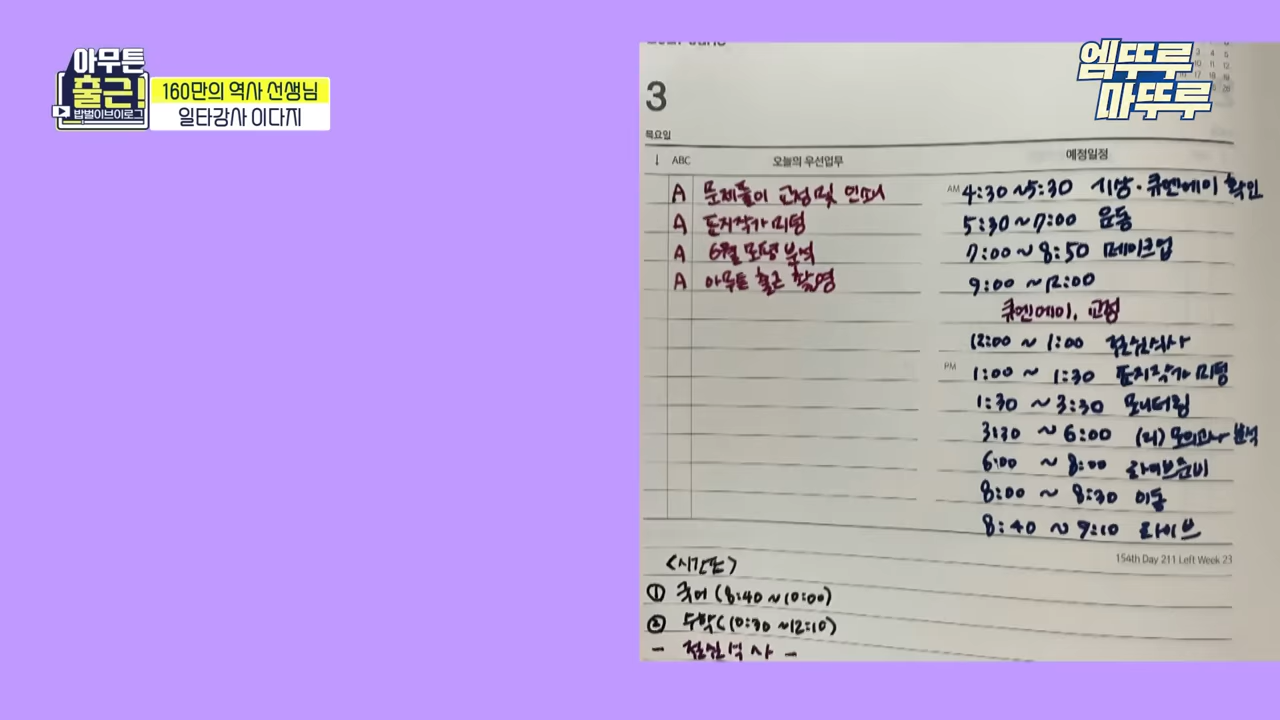 아무튼
출근!
밥벌이브이로그
160만의 역사 선생님
일타강사 이다지
엠뚜루
마뚜루
3
목요일
↓ ABC 오늘의 우선업무
A 문제풀이 교정 및 인쇄
A 돈지작가 미팅
A 6월 모평 분석
A 아무튼 출근 촬영
예정일정
AM 4:30 ~ 5:30 기상·큐엔에이 확인
5:30 ~ 7:00 운동
7:00 ~ 8:50 메이크업
9:00 ~ 12:00
큐엔에이, 교정
12:00 ~ 1:00 점심식사
PM 1:00 ~ 1:30 돈지작가 미팅
1:30 ~ 3:30 모니터링
3:30 ~ 6:00 모의고사 분석
6:00 ~ 8:00 라이브준비
8:00 ~ 8:30 이동
8:40 ~ 9:10 라이브
154th Day 211 Left Week 23
<시간표>
① 국어 (8:40 ~ 10:00)
② 수학 (10:30 ~ 12:10)
- 점심식사 -